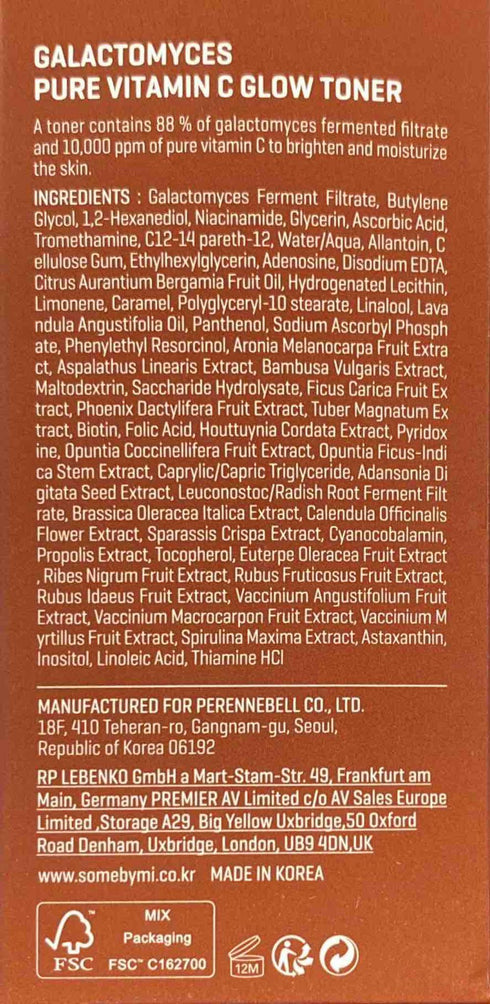 GALACTOMYCES
PURE VITAMIN C GLOW TONER
A toner contains 88 % of galactomyces fermented filtrate
and 10,000 ppm of pure vitamin C to brighten and moisturize
the skin.
INGREDIENTS : Galactomyces Ferment Filtrate, Butylene
Glycol, 1,2-Hexanediol, Niacinamide, Glycerin, Ascorbic Acid,
Tromethamine, C12-14 pareth-12, Water/Aqua, Allantoin, C
ellulose Gum, Ethylhexylglycerin, Adenosine, Disodium EDTA,
Citrus Aurantium Bergamia Fruit Oil, Hydrogenated Lecithin,
Limonene, Caramel, Polyglyceryl-10 stearate, Linalool, Lava
ndula Angustifolia Oil, Panthenol, Sodium Ascorbyl Phosph
ate, Phenylethyl Resorcinol, Aronia Melanocarpa Fruit Extra
ct, Aspalathus Linearis Extract, Bambusa Vulgaris Extract,
Maltodextrin, Saccharide Hydrolysate, Ficus Carica Fruit Ex
tract, Phoenix Dactylifera Fruit Extract, Tuber Magnatum Ex
tract, Biotin, Folic Acid, Houttuynia Cordata Extract, Pyridox
ine, Opuntia Coccinellifera Fruit Extract, Opuntia Ficus-Indi
ca Stem Extract, Caprylic/Capric Triglyceride, Adansonia Di
gitata Seed Extract, Leuconostoc/Radish Root Ferment Filt
rate, Brassica Oleracea Italica Extract, Calendula Officinalis
Flower Extract, Sparassis Crispa Extract, Cyanocobalamin,
Propolis Extract, Tocopherol, Euterpe Oleracea Fruit Extract
, Ribes Nigrum Fruit Extract, Rubus Fruticosus Fruit Extract,
Rubus Idaeus Fruit Extract, Vaccinium Angustifolium Fruit
Extract, Vaccinium Macrocarpon Fruit Extract, Vaccinium M
yrtillus Fruit Extract, Spirulina Maxima Extract, Astaxanthin,
Inositol, Linoleic Acid, Thiamine HCl
MANUFACTURED FOR PERENNEBELL CO., LTD.
18F, 410 Teheran-ro, Gangnam-gu, Seoul,
Republic of Korea 06192
RP LEBENKO GmbH a Mart-Stam-Str. 49, Frankfurt am
Main, Germany PREMIER AV Limited c/o AV Sales Europe
Limited ,Storage A29, Big Yellow Uxbridge,50 Oxford
Road Denham, Uxbridge, London, UB9 4DN,UK
www.somebymi.co.kr MADE IN KOREA
MIX
Packaging
FSC™ C162700
FSC
12M